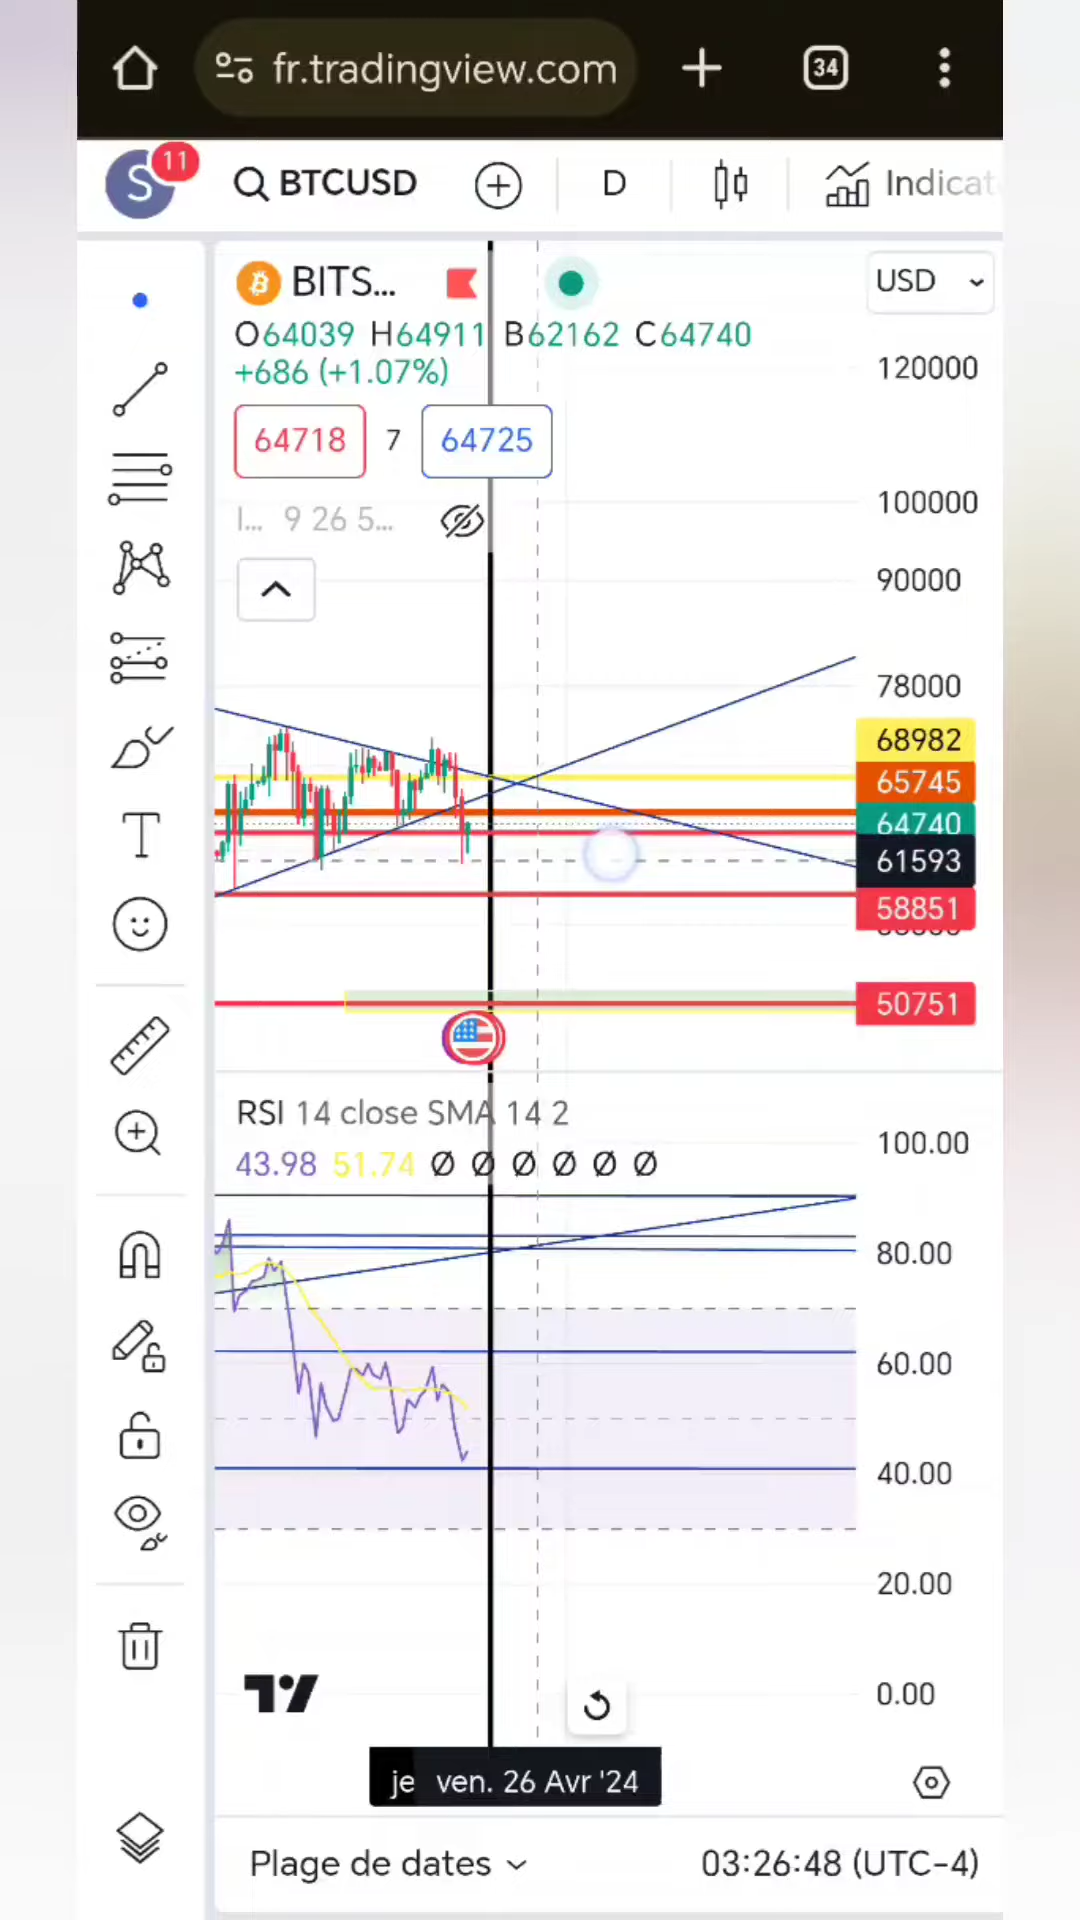 fr.tradingview.com
34
S
11
BTCUSD
D
Indicat
BITS...
USD
O64039 H64911 B62162 C64740
+686 (+1.07%)
64718
7
64725
I... 9 26 5...
120000
100000
90000
78000
68982
65745
64740
61593
58851
50751
RSI 14 close SMA 14 2
43.98 51.74 Ø Ø Ø Ø Ø Ø
100.00
80.00
60.00
40.00
20.00
0.00
je ven. 26 Avr '24
Plage de dates
03:26:48 (UTC-4)